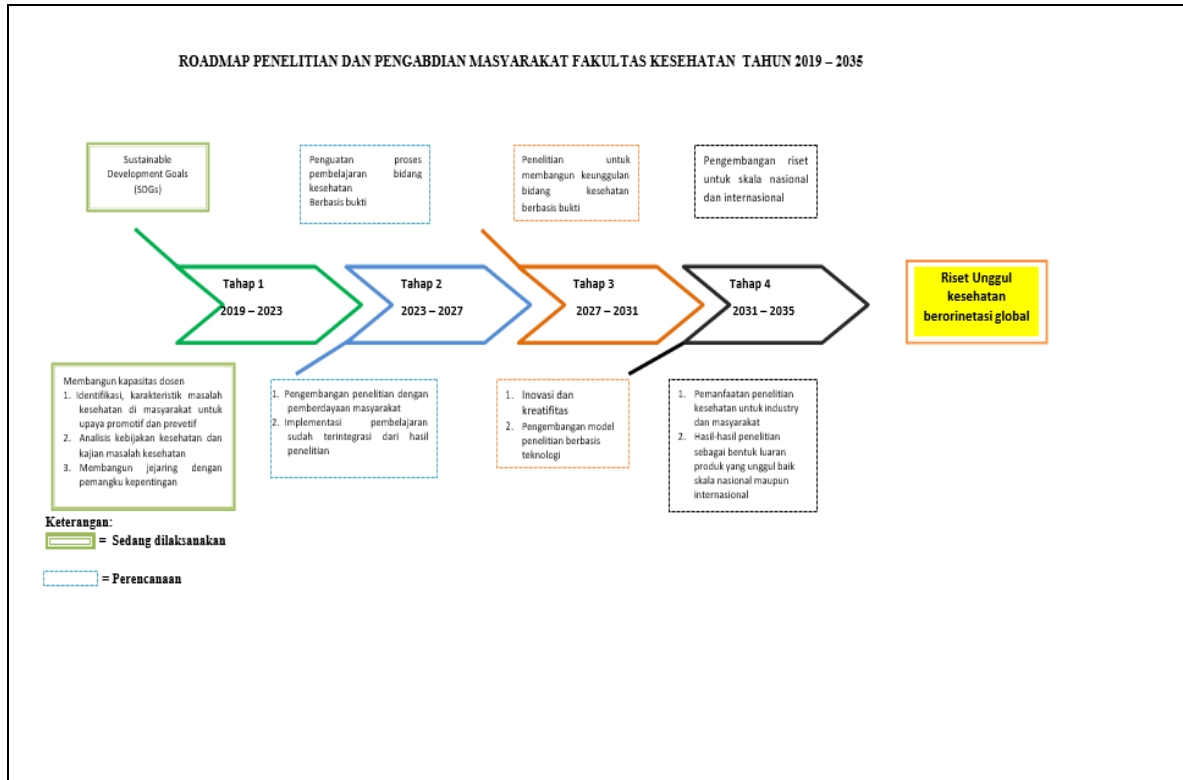 ROADMAP PENELITIAN DAN PENGABDIAN MASYARAKAT FAKULTAS KESEHATAN TAHUN 2019 – 2035
Sustainable
Development Goals
(SDGs)
Penguatan proses
pembelajaran bidang
kesehatan
Berbasis bukti
Penelitian untuk
membangun keunggulan
bidang kesehatan
berbasis bukti
Pengembangan riset
untuk skala nasional
dan internasional
Tahap 1
2019 – 2023
Tahap 2
2023 – 2027
Tahap 3
2027 – 2031
Tahap 4
2031 – 2035
Riset Unggul
kesehatan
berorinetasi global
Membangun kapasitas dosen
1. Identifikasi, karakteristik masalah
kesehatan di masyarakat untuk
upaya promotif dan prevetif
2. Analisis kebijakan kesehatan dan
kajian masalah kesehatan
3. Membangun jejaring dengan
pemangku kepentingan
1. Pengembangan penelitian dengan
pemberdayaan masyarakat
2. Implementasi pembelajaran
sudah terintegrasi dari hasil
penelitian
1. Inovasi dan
kreatifitas
2. Pengembangan model
penelitian berbasis
teknologi
1. Pemanfaatan penelitian
kesehatan untuk industry
dan masyarakat
2. Hasil-hasil penelitian
sebagai bentuk luaran
produk yang unggul baik
skala nasional maupun
internasional
Keterangan:
= Sedang dilaksanakan
= Perencanaan